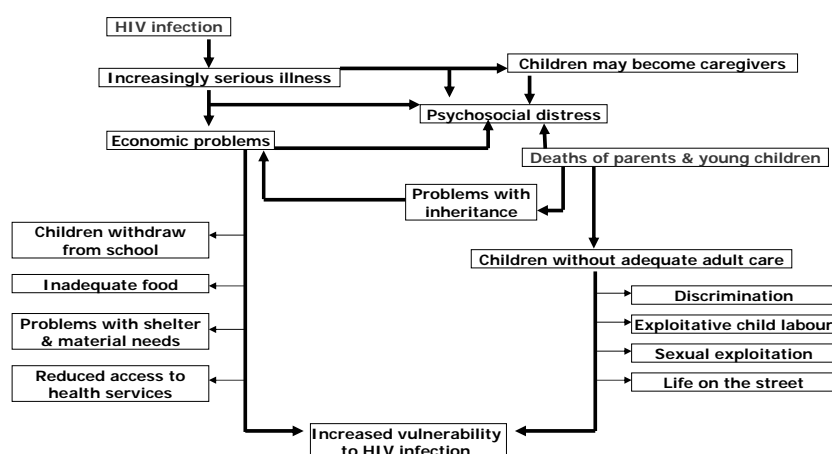 HIV infection
Increasingly serious illness
Children may become caregivers
Psychosocial distress
Economic problems
Deaths of parents & young children
Problems with
inheritance
Children withdraw
from school
Inadequate food
Problems with shelter
& material needs
Reduced access to
health services
Children without adequate adult care
Discrimination
Exploitative child labour
Sexual exploitation
Life on the street
Increased vulnerability
to HIV infection